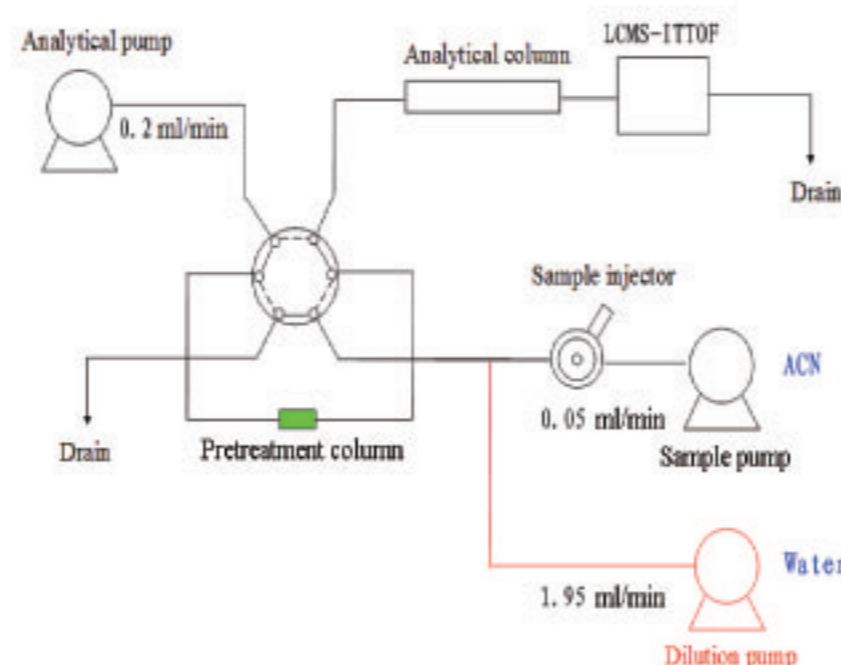 Analytical pump
0. 2 ml/min
Analytical column
LCMS-ITTOF
Drain
Sample injector
ACN
0. 05 ml/min
Sample pump
Drain
Pretreatment column
Water
1. 95 ml/min
Dilution pump